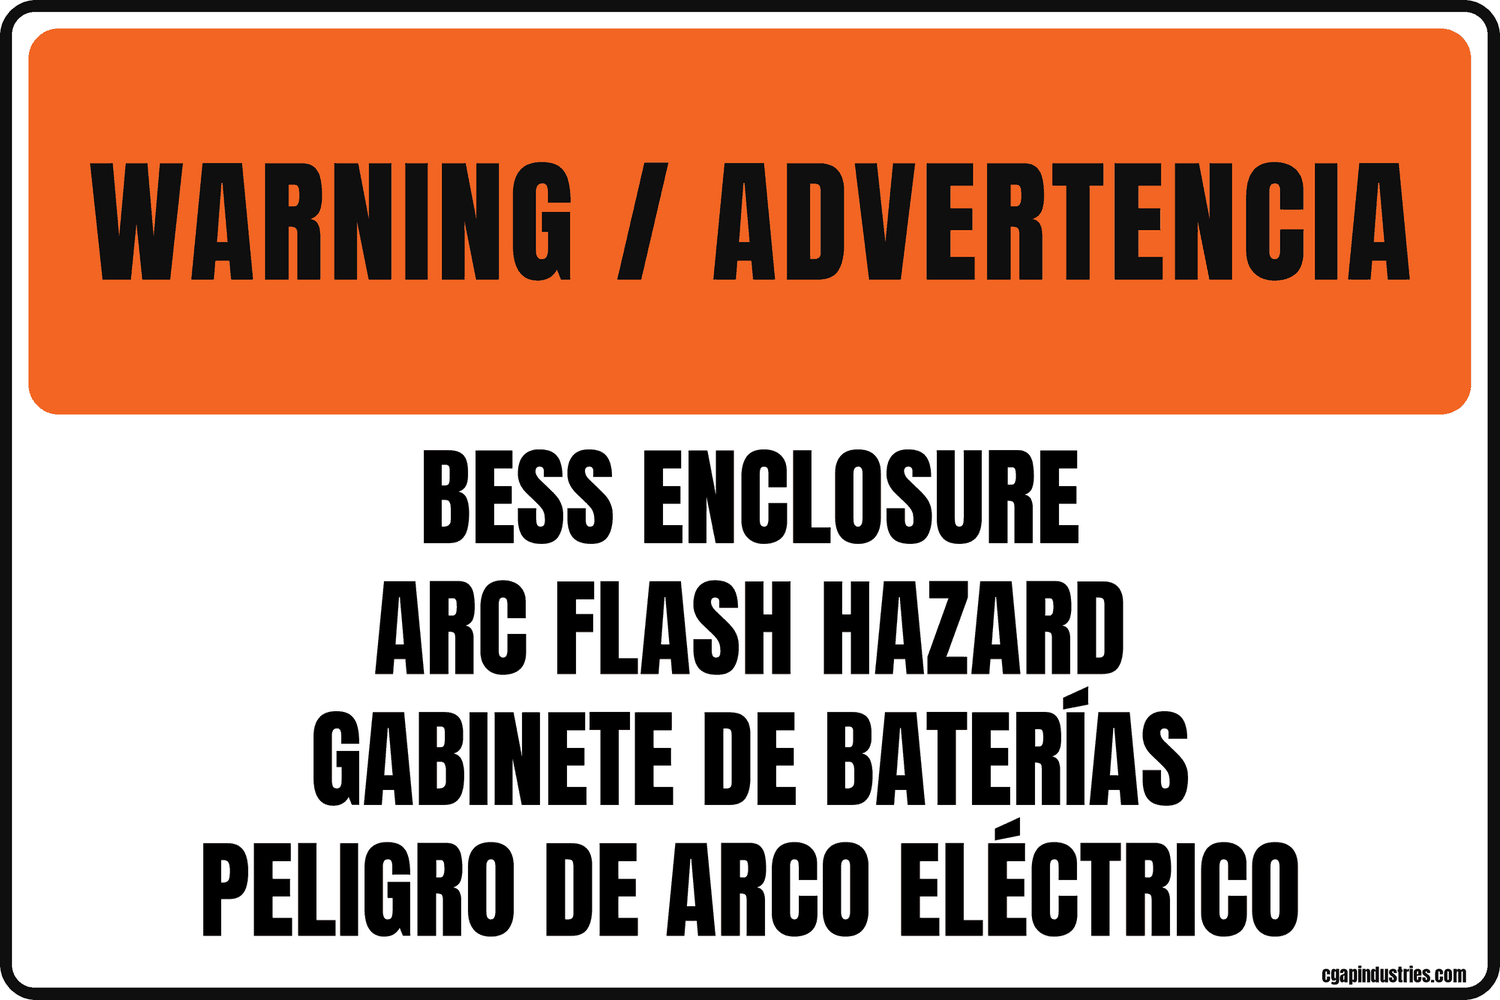 WARNING / ADVERTENCIA
BESS ENCLOSURE
ARC FLASH HAZARD
GABINETE DE BATERÍAS
PELIGRO DE ARCO ELÉCTRICO
cgapindustries.com